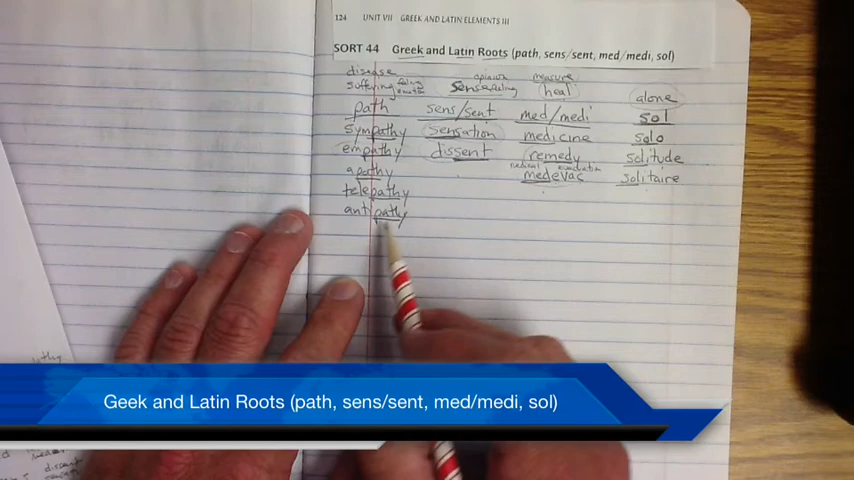 124 UNIT VII GREEK AND LATIN ELEMENTS III
SORT 44 Greek and Latin Roots (path, sens/sent, med/medi, sol)
disease
suffering feeling opinion measure
Sense feeling heal alone
path sens/sent med/medi sol
sympathy Sensation medicine solo
empathy dissent remedy solitude
apathy medical evacuation
medevac solitaire
telepathy
antipathy
Geek and Latin Roots (path, sens/sent, med/medi, sol)
dissent